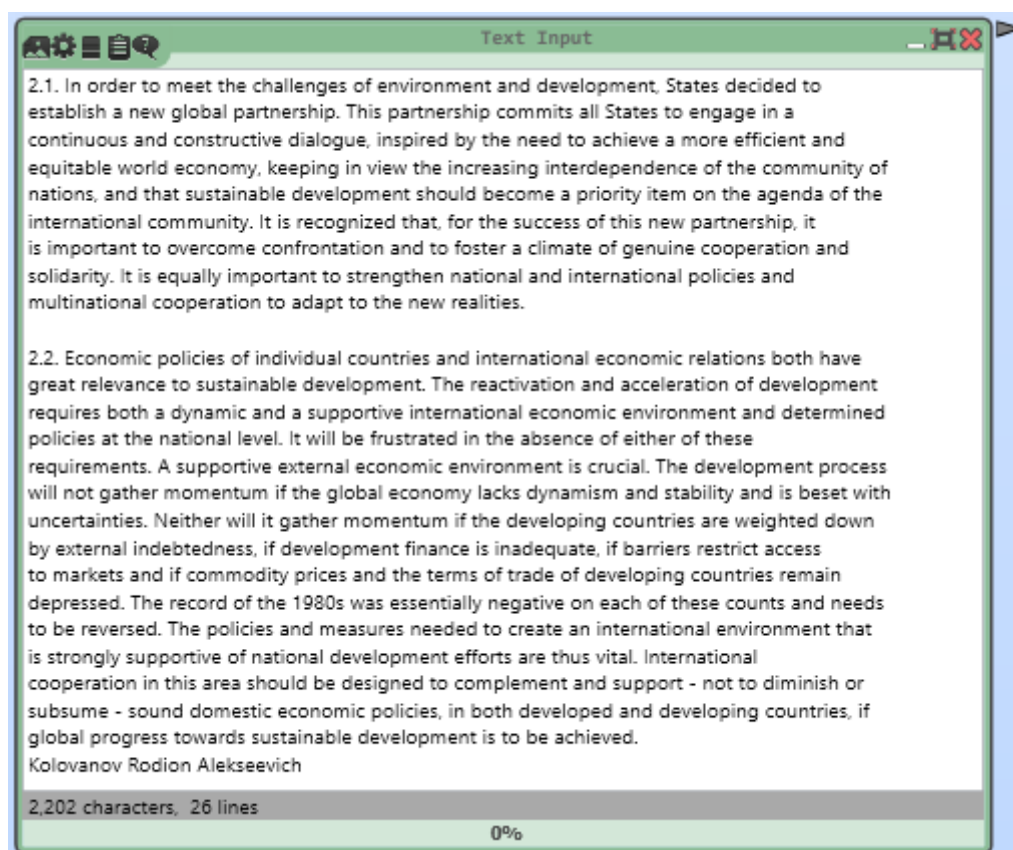 Text Input
2.1. In order to meet the challenges of environment and development, States decided to
establish a new global partnership. This partnership commits all States to engage in a
continuous and constructive dialogue, inspired by the need to achieve a more efficient and
equitable world economy, keeping in view the increasing interdependence of the community of
nations, and that sustainable development should become a priority item on the agenda of the
international community. It is recognized that, for the success of this new partnership, it
is important to overcome confrontation and to foster a climate of genuine cooperation and
solidarity. It is equally important to strengthen national and international policies and
multinational cooperation to adapt to the new realities.

2.2. Economic policies of individual countries and international economic relations both have
great relevance to sustainable development. The reactivation and acceleration of development
requires both a dynamic and a supportive international economic environment and determined
policies at the national level. It will be frustrated in the absence of either of these
requirements. A supportive external economic environment is crucial. The development process
will not gather momentum if the global economy lacks dynamism and stability and is beset with
uncertainties. Neither will it gather momentum if the developing countries are weighted down
by external indebtedness, if development finance is inadequate, if barriers restrict access
to markets and if commodity prices and the terms of trade of developing countries remain
depressed. The record of the 1980s was essentially negative on each of these counts and needs
to be reversed. The policies and measures needed to create an international environment that
is strongly supportive of national development efforts are thus vital. International
cooperation in this area should be designed to complement and support - not to diminish or
subsume - sound domestic economic policies, in both developed and developing countries, if
global progress towards sustainable development is to be achieved.
Kolovanov Rodion Alekseevich
2,202 characters, 26 lines
0%